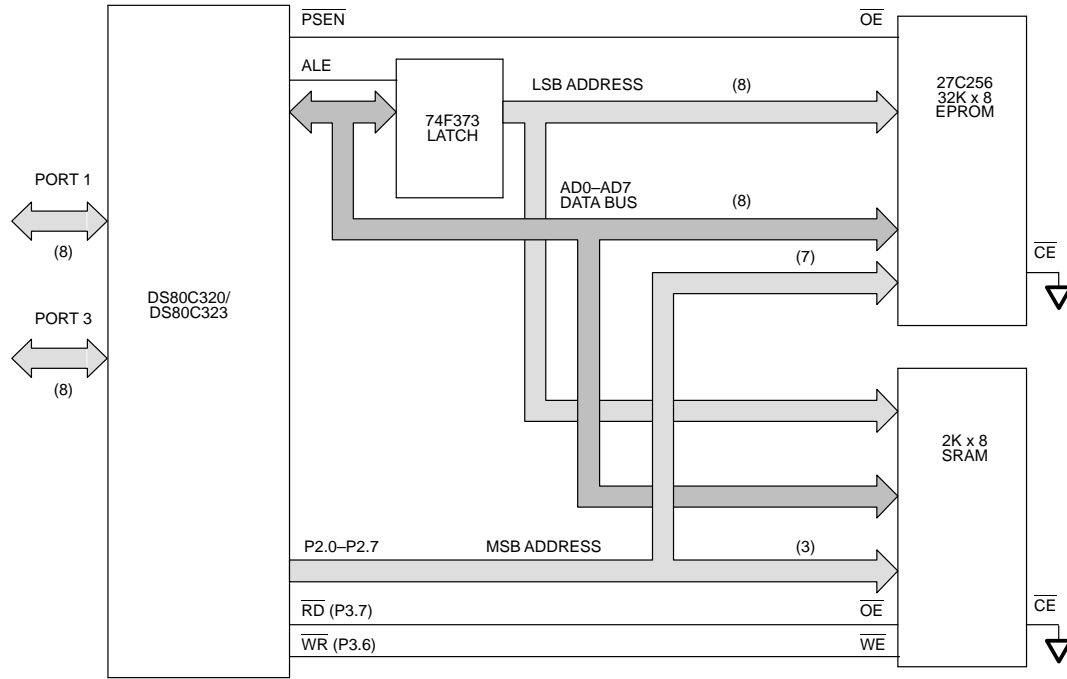 PSEN
OE
ALE
LSB ADDRESS
(8)
27C256
32K x 8
EPROM
74F373
LATCH
PORT 1
(8)
AD0–AD7
DATA BUS
(8)
(7)
CE
DS80C320/
DS80C323
PORT 3
(8)
2K x 8
SRAM
P2.0–P2.7
MSB ADDRESS
(3)
RD (P3.7)
OE
CE
WR (P3.6)
WE